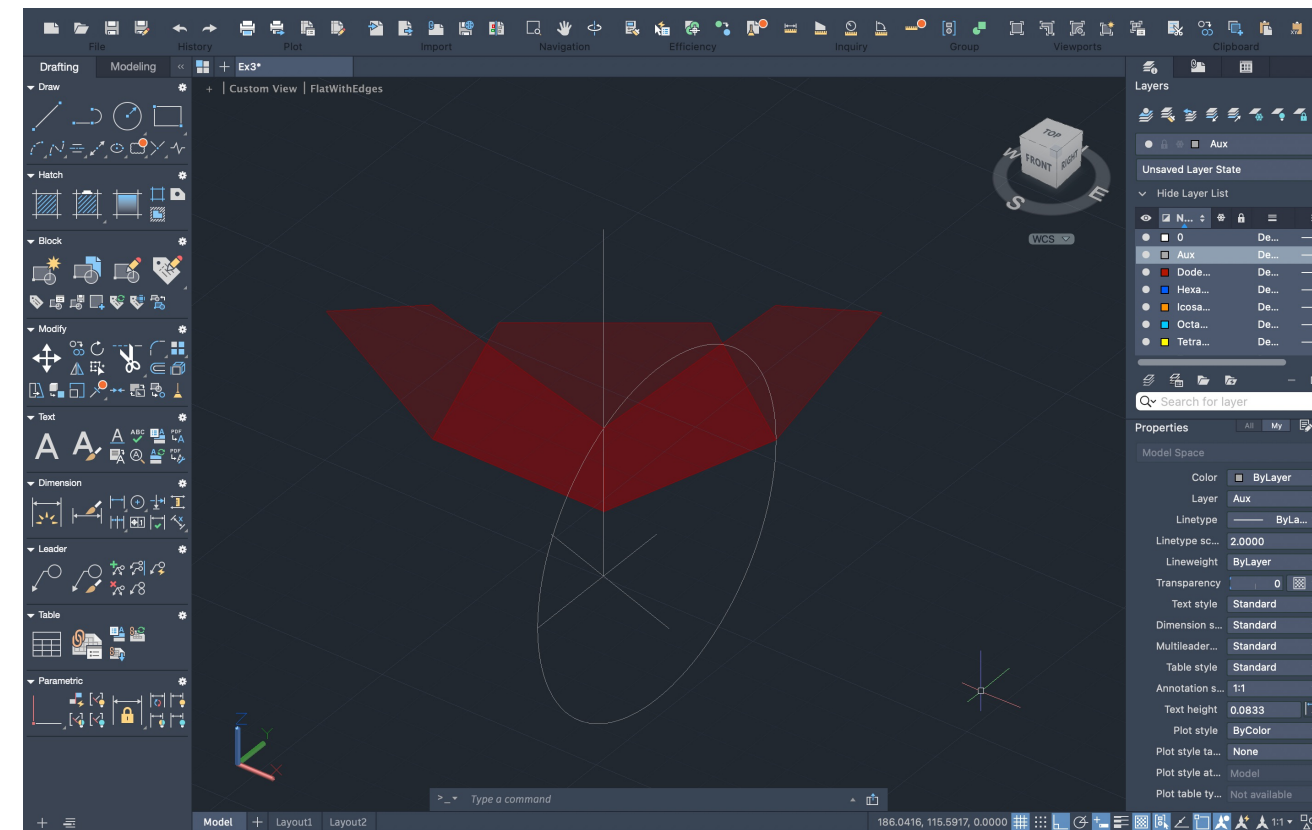 File History Plot Import Navigation Efficiency Inquiry Group Viewports Clipboard
Drafting Modeling << + Ex3*
+ | Custom View | FlatWithEdges
Draw
Hatch
Block
Modify
Text
A A A ABC PDF A
A PDF
Dimension
Leader
Table
Parametric
TOP
FRONT RIGHT
W S E
WCS
Z Y X
Layers
Aux
Unsaved Layer State
Hide Layer List
N...
0 De...
Aux De...
Dode... De...
Hexa... De...
Icosa... De...
Octa... De...
Tetra... De...
Search for layer
Properties All My
Model Space
Color ByLayer
Layer Aux
Linetype ByLa...
Linetype sc... 2.0000
Lineweight ByLayer
Transparency 0
Text style Standard
Dimension s... Standard
Multileader... Standard
Table style Standard
Annotation s... 1:1
Text height 0.0833
Plot style ByColor
Plot style ta... None
Plot style at... Model
Plot table ty... Not available
>_ Type a command
Model + Layout1 Layout2 186.0416, 115.5917, 0.0000 1:1